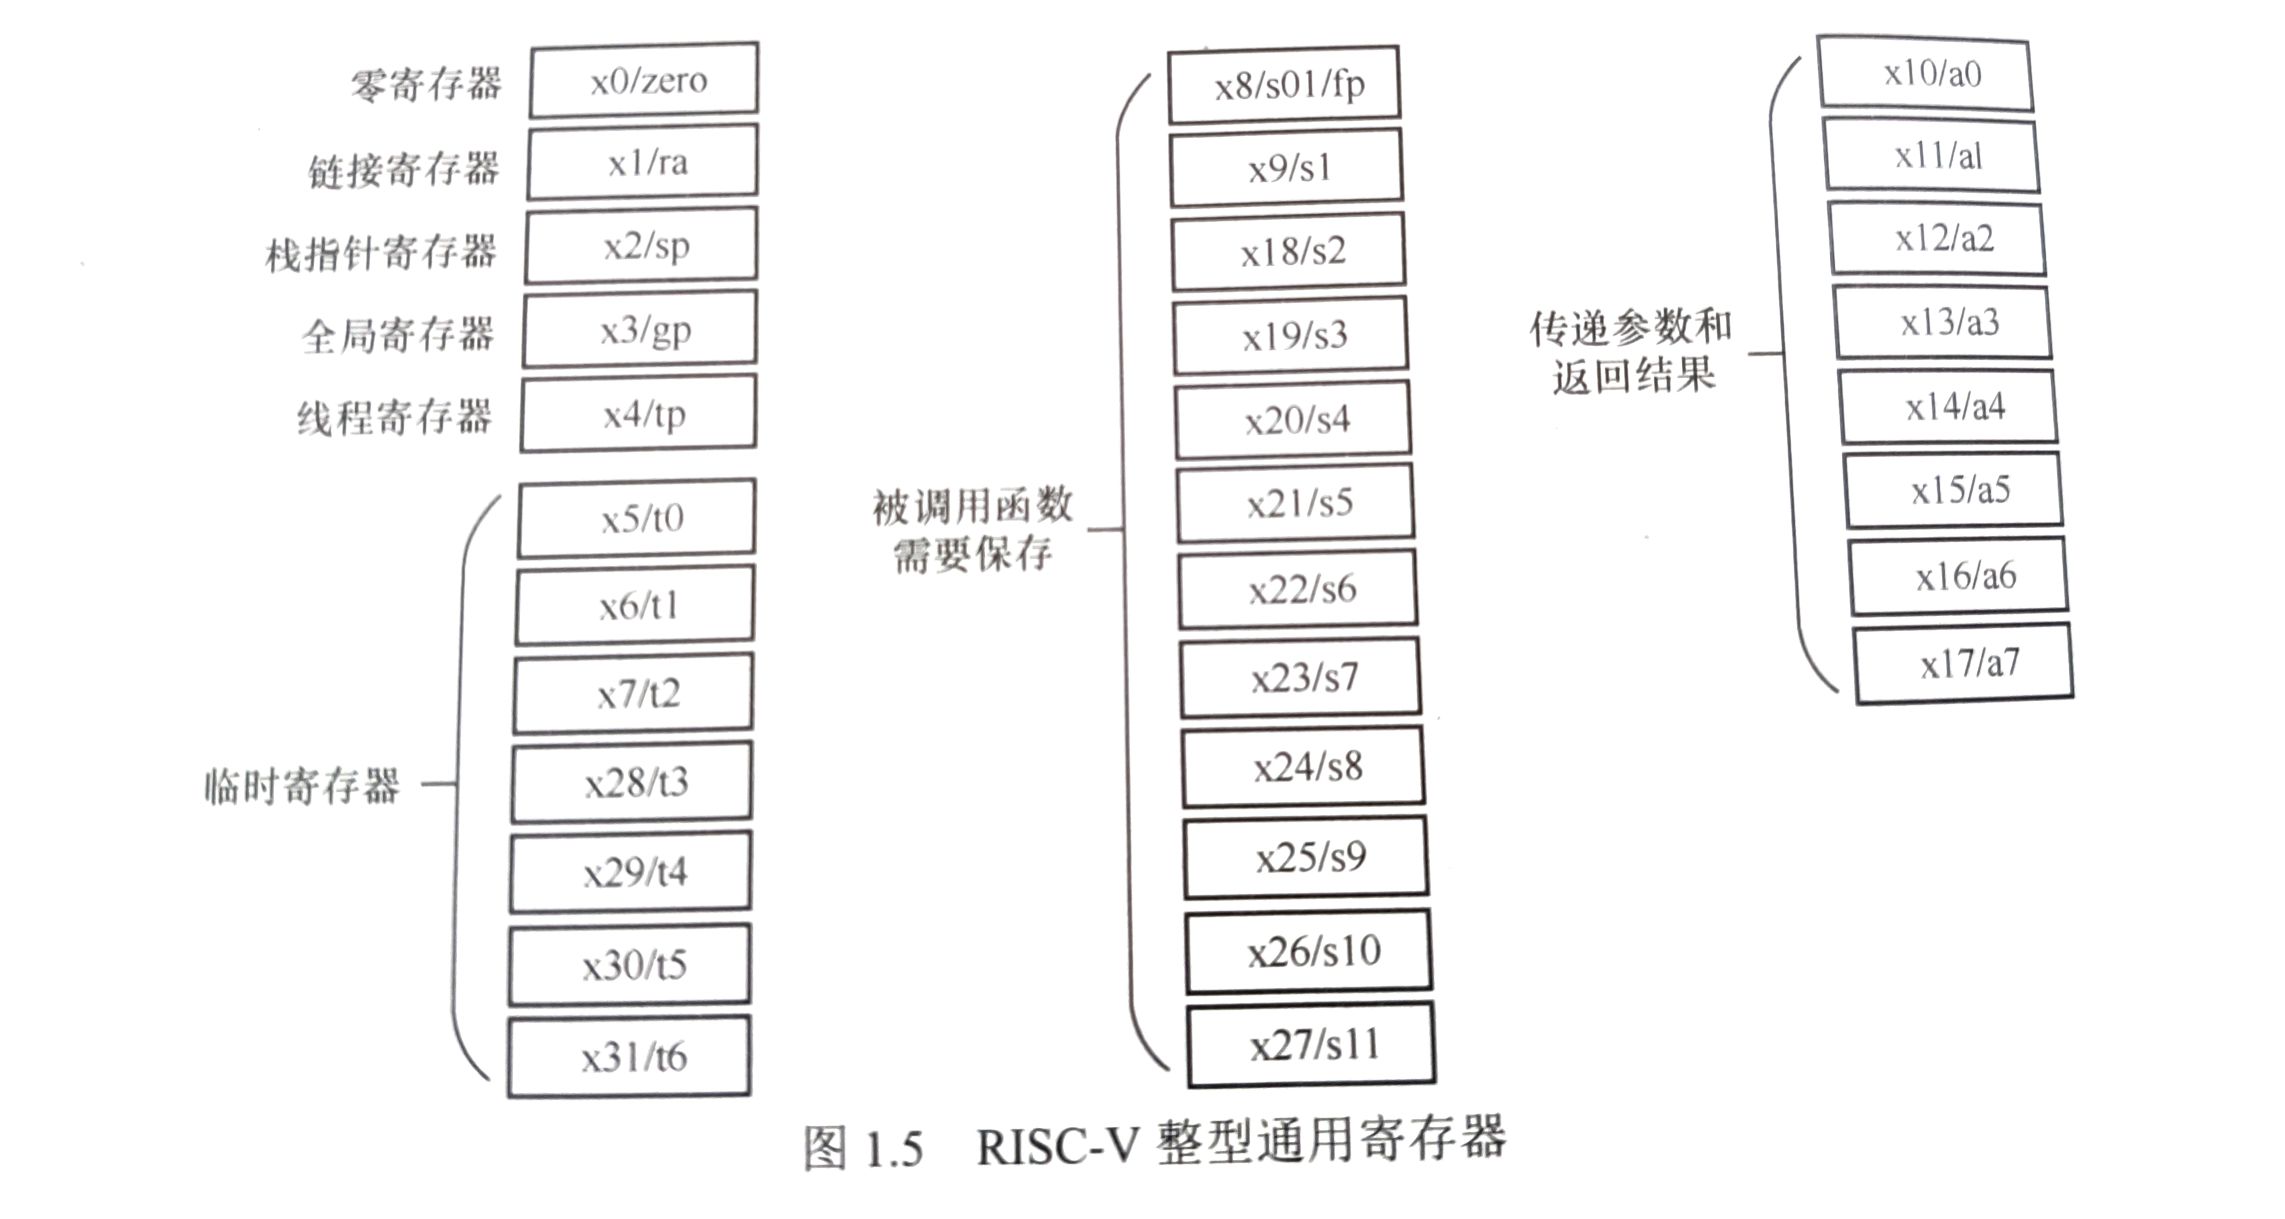 零寄存器
x0/zero
链接寄存器
x1/ra
栈指针寄存器
x2/sp
全局寄存器
x3/gp
线程寄存器
x4/tp
临时寄存器
x5/t0
x6/t1
x7/t2
x28/t3
x29/t4
x30/t5
x31/t6
被调用函数
需要保存
x8/s01/fp
x9/s1
x18/s2
x19/s3
x20/s4
x21/s5
x22/s6
x23/s7
x24/s8
x25/s9
x26/s10
x27/s11
传递参数和
返回结果
x10/a0
x11/al
x12/a2
x13/a3
x14/a4
x15/a5
x16/a6
x17/a7
图 1.5 RISC-V 整型通用寄存器